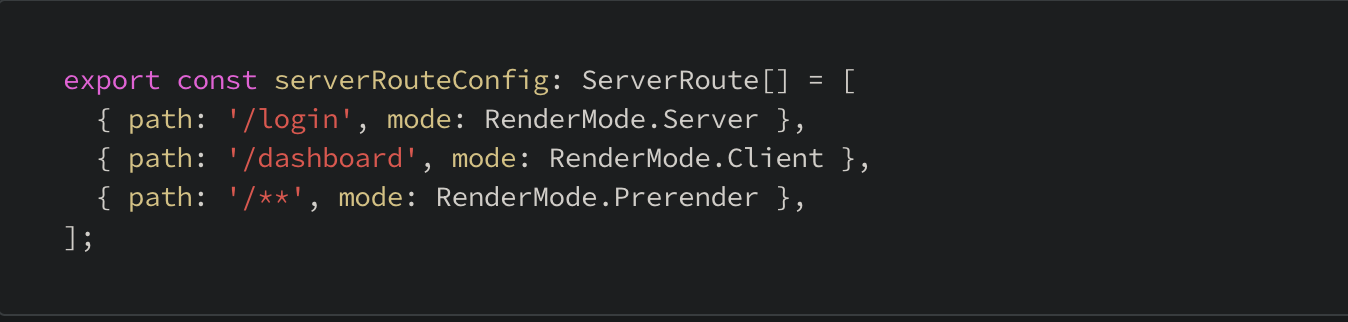 export const serverRouteConfig: ServerRoute[] = [
  { path: '/login', mode: RenderMode.Server },
  { path: '/dashboard', mode: RenderMode.Client },
  { path: '/**', mode: RenderMode.Prerender },
];